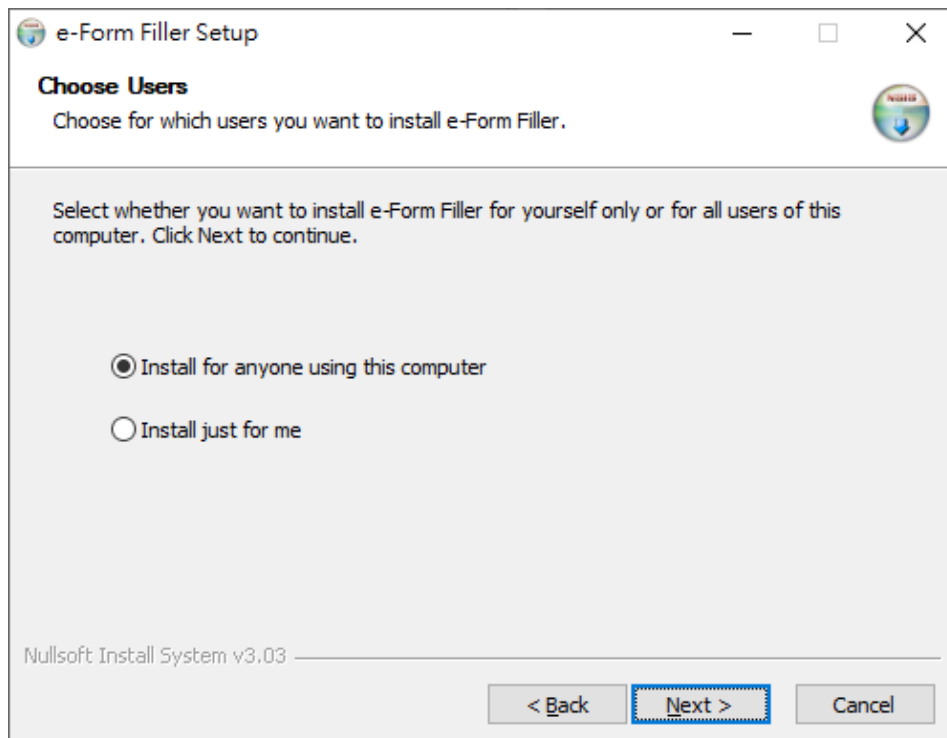 e-Form Filler Setup
Choose Users
Choose for which users you want to install e-Form Filler.
Select whether you want to install e-Form Filler for yourself only or for all users of this
computer. Click Next to continue.
Install for anyone using this computer
Install just for me
Nullsoft Install System v3.03
< Back
Next >
Cancel